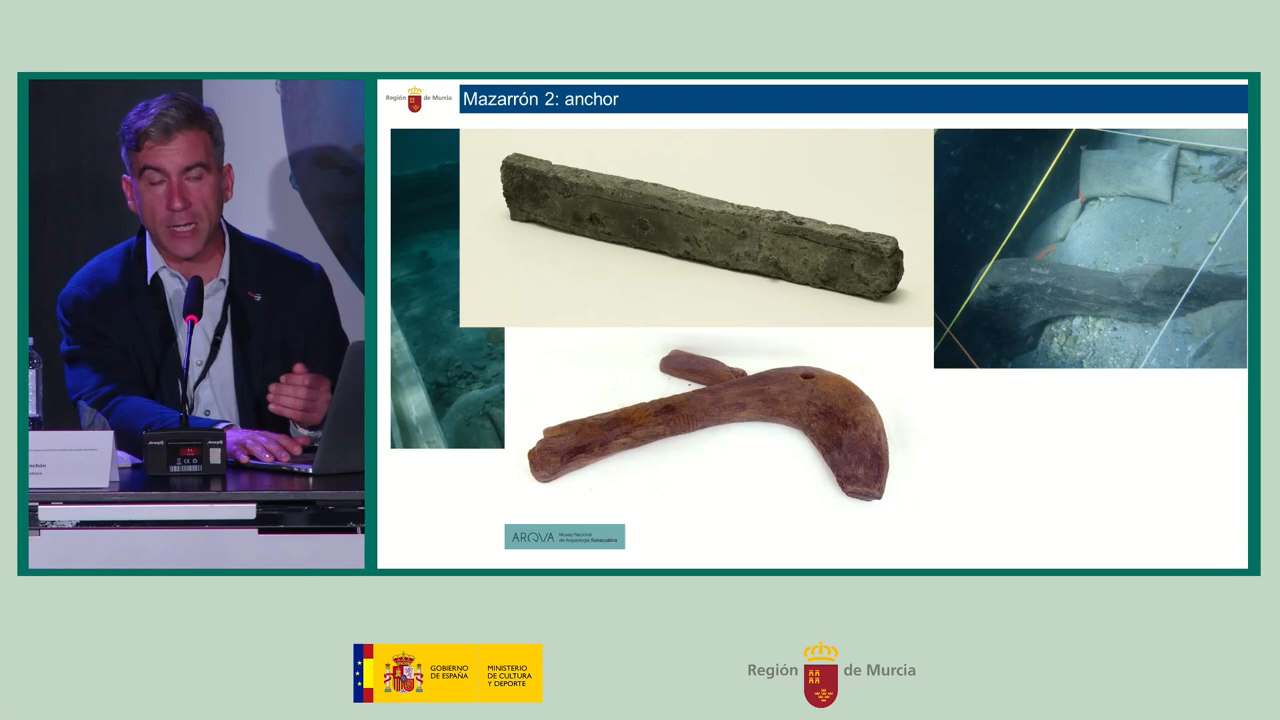 Región de Murcia
Mazarrón 2: anchor
ARQVA
Museo Nacional
de Arqueología Subacuática
GOBIERNO
DE ESPAÑA
MINISTERIO
DE CULTURA
Y DEPORTE
Región de Murcia